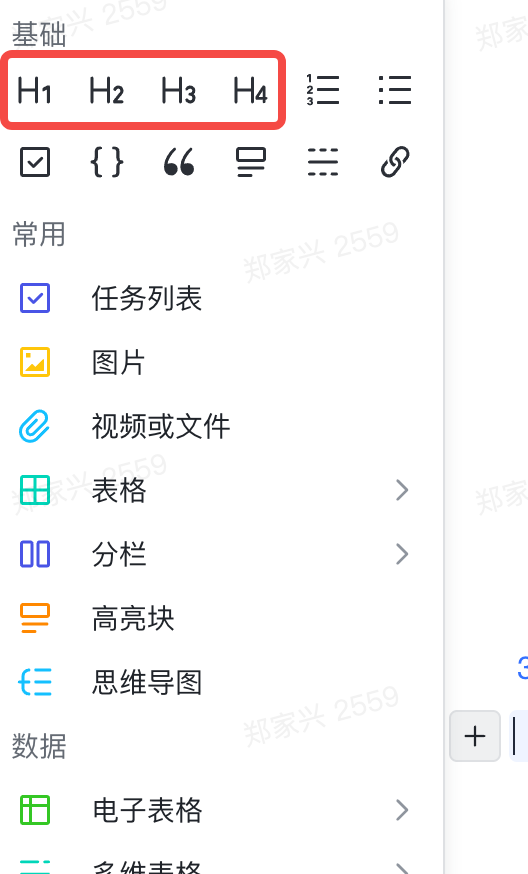 郑家兴 2559
郑家
基础
H1 H2 H3 H4
常用
郑家兴 2559
任务列表
图片
视频或文件
郑家兴 2559
郑家
表格
分栏
高亮块
思维导图
3
郑家兴 2559
数据
电子表格
多维表格